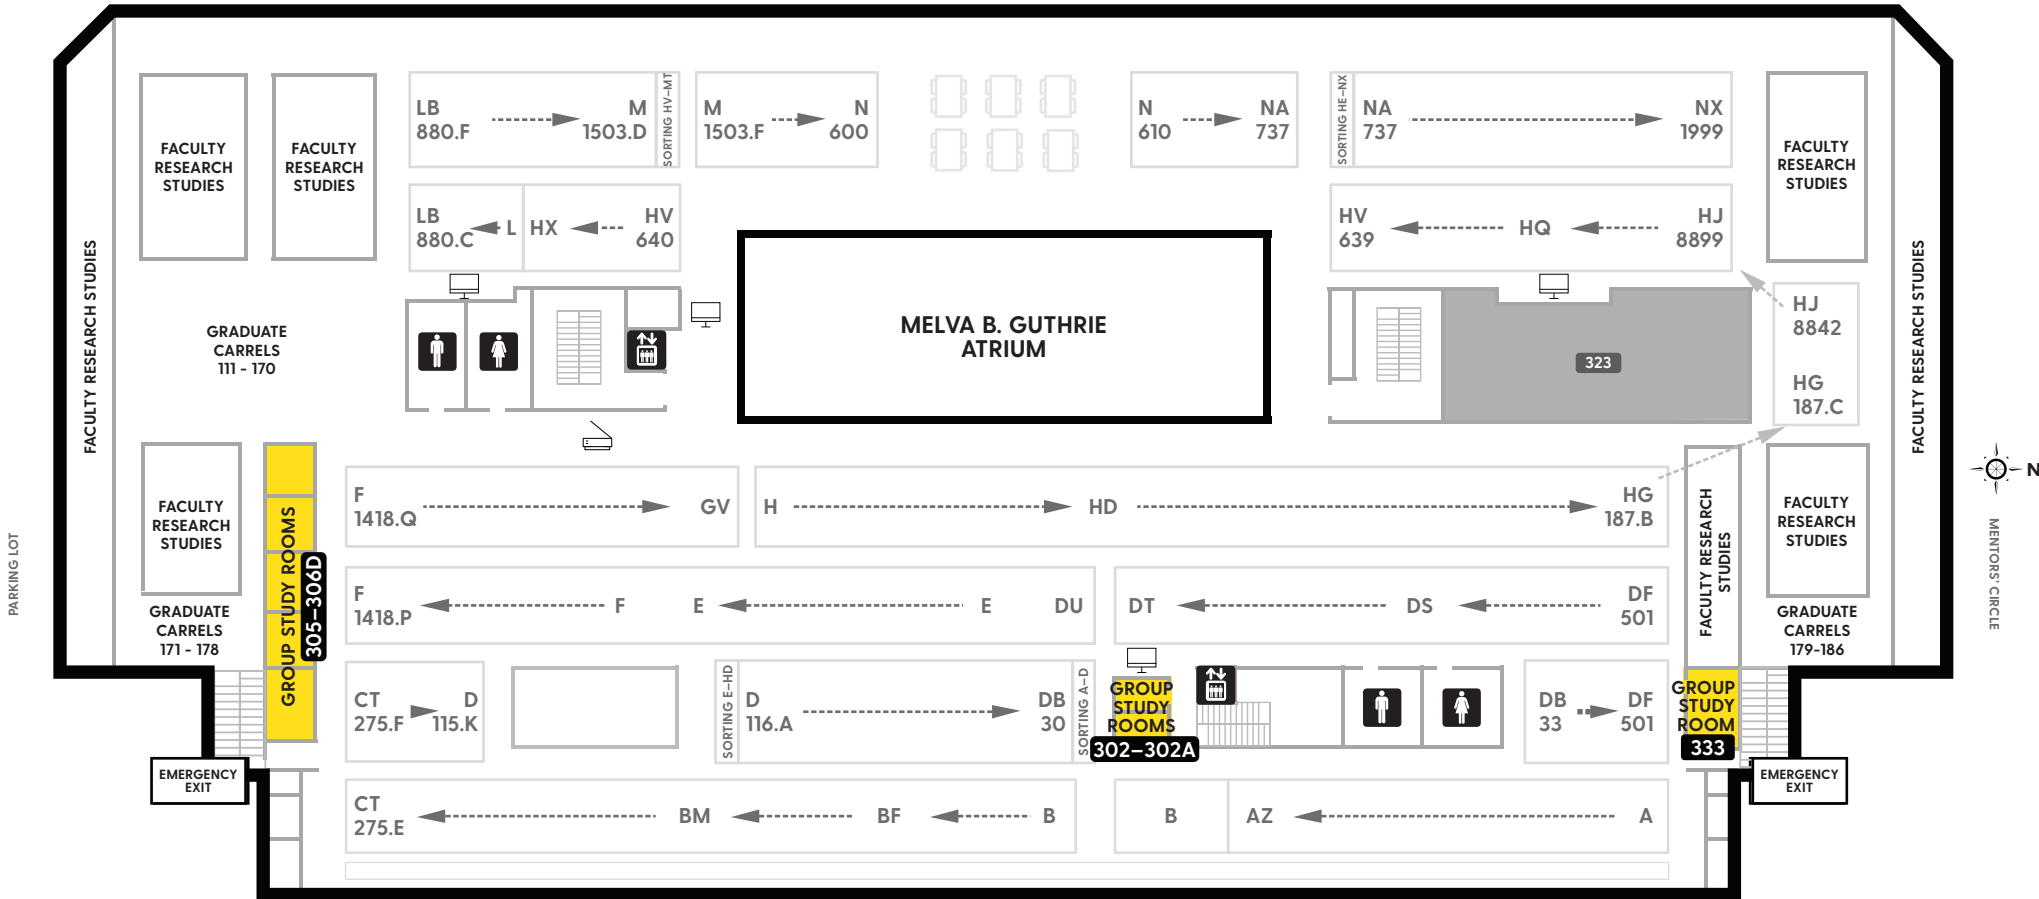 LB
880.F
M
1503.D
SORTING HV–MT
M
1503.F
N
600
N
610
NA
737
SORTING HE–NX
NA
737
NX
1999
FACULTY
RESEARCH
STUDIES
FACULTY
RESEARCH
STUDIES
FACULTY
RESEARCH
STUDIES
LB
880.C
L
HX
HV
640
HV
639
HQ
HJ
8899
FACULTY RESEARCH STUDIES
FACULTY RESEARCH STUDIES
MELVA B. GUTHRIE
ATRIUM
GRADUATE
CARRELS
111 - 170
323
HJ
8842
HG
187.C
N
FACULTY
RESEARCH
STUDIES
GROUP STUDY ROOMS
305–306D
F
1418.Q
GV
H
HD
HG
187.B
FACULTY RESEARCH
STUDIES
FACULTY
RESEARCH
STUDIES
PARKING LOT
MENTORS' CIRCLE
GRADUATE
CARRELS
171 - 178
F
1418.P
F
E
E
DU
DT
DS
DF
501
GRADUATE
CARRELS
179-186
CT
275.F
D
115.K
SORTING E–HD
D
116.A
DB
30
SORTING A–D
GROUP
STUDY
ROOMS
302–302A
DB
33
DF
501
GROUP
STUDY
ROOM
333
EMERGENCY
EXIT
EMERGENCY
EXIT
CT
275.E
BM
BF
B
B
AZ
A